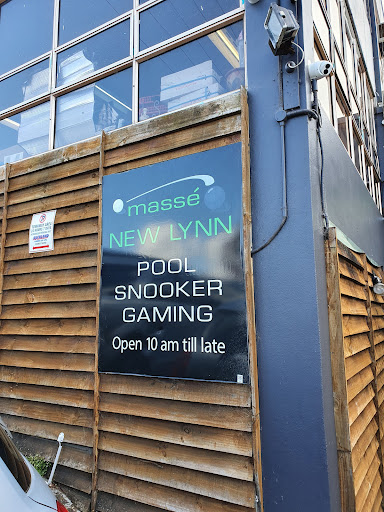 massé
NEW LYNN
POOL
SNOOKER
GAMING
Open 10 am till late